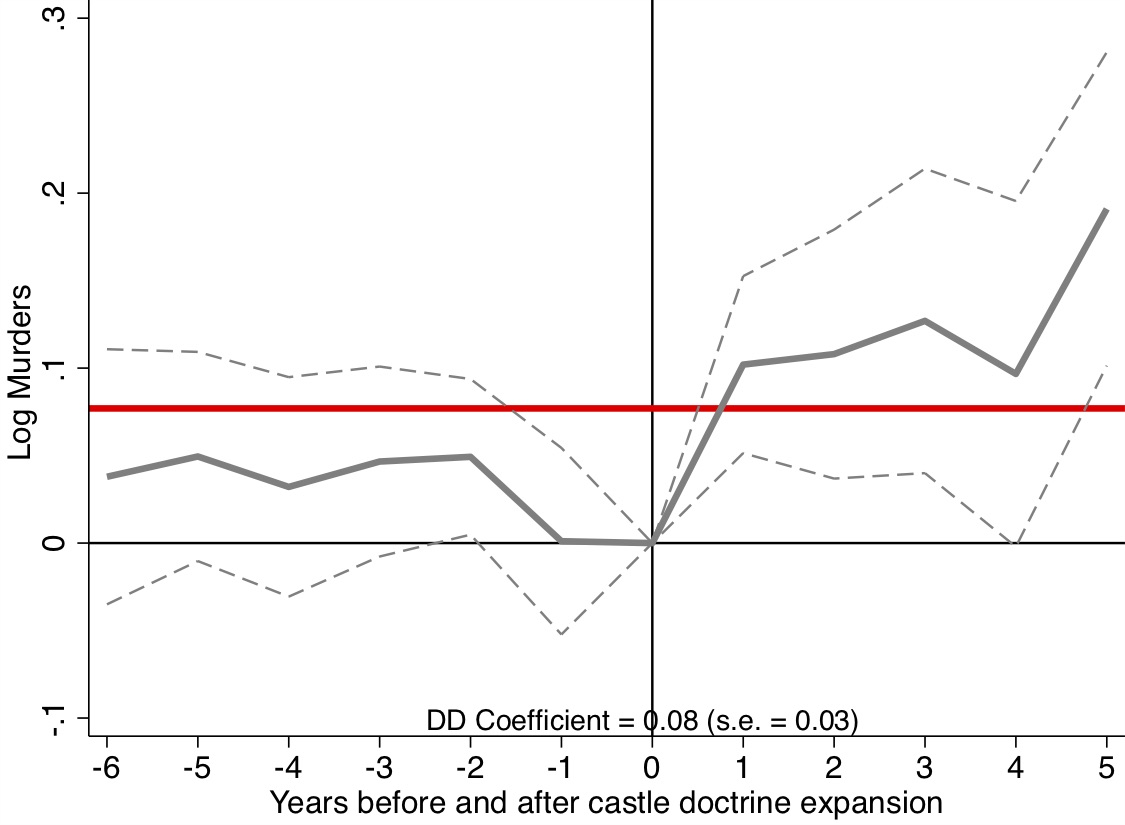 .3
.2
.1
0
-.1
Log Murders
DD Coefficient = 0.08 (s.e. = 0.03)
-6 -5 -4 -3 -2 -1 0 1 2 3 4 5
Years before and after castle doctrine expansion